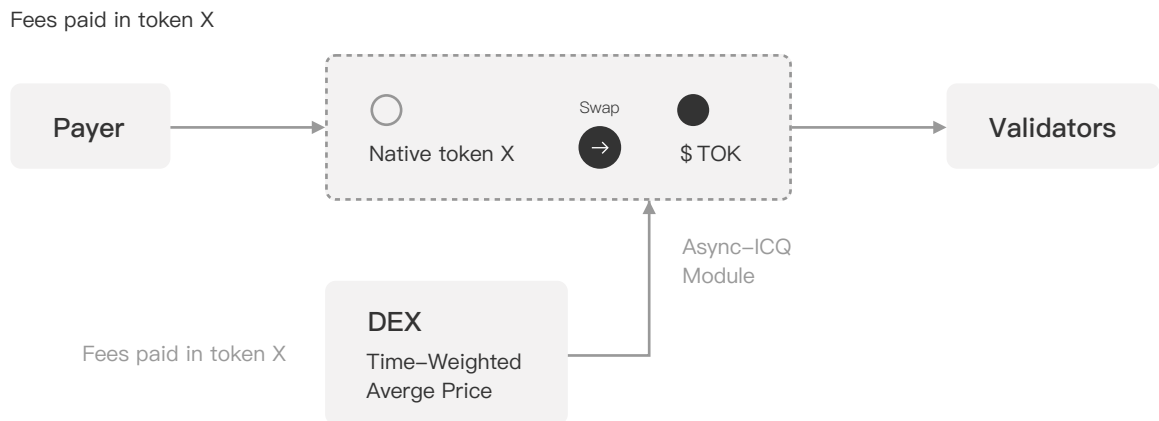 Fees paid in token X
Payer
Native token X
Swap
$ TOK
Validators
Async-ICQ
Module
Fees paid in token X
DEX
Time-Weighted
Averge Price